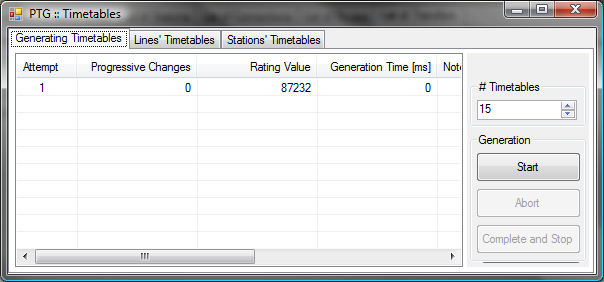 PTG :: Timetables
Generating Timetables Lines' Timetables Stations' Timetables
Attempt Progressive Changes Rating Value Generation Time [ms] Note
1 0 87232 0
# Timetables
15
Generation
Start
Abort
Complete and Stop